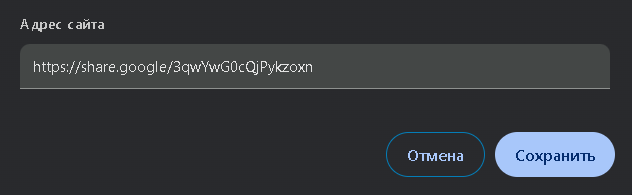 Адрес сайта
https://share.google/3qwYwG0cQjPykzoxn
Отмена
Сохранить